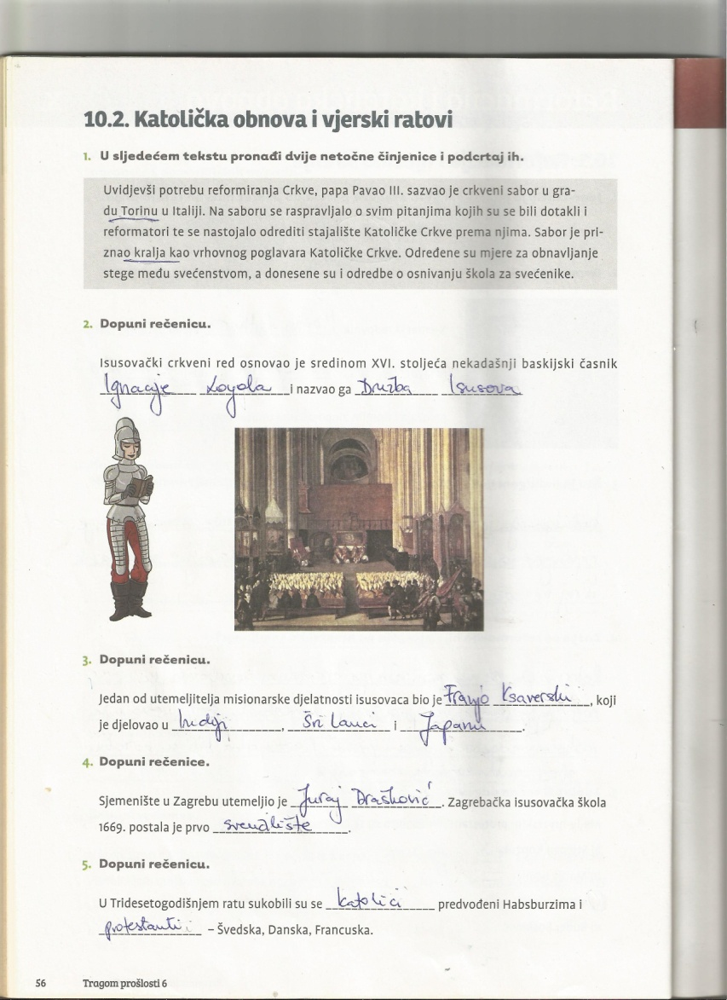 10.2. Katolička obnova i vjerski ratovi
1. U sljedećem tekstu pronađi dvije netočne činjenice i podcrtaj ih.
Uvidjevši potrebu reformiranja Crkve, papa Pavao III. sazvao je crkveni sabor u gra-
du Torinu u Italiji. Na saboru se raspravljalo o svim pitanjima kojih su se bili dotakli i
reformatori te se nastojalo odrediti stajalište Katoličke Crkve prema njima. Sabor je pri-
znao kralja kao vrhovnog poglavara Katoličke Crkve. Određene su mjere za obnavljanje
stege među svećenstvom, a donesene su i odredbe o osnivanju škola za svećenike.
2. Dopuni rečenicu.
Isusovački crkveni red osnovao je sredinom XVI. stoljeća nekadašnji baskijski časnik
Ignacije Loyola i nazvao ga Družba Isusova
3. Dopuni rečenicu.
Jedan od utemeljitelja misionarske djelatnosti isusovaca bio je Franjo Ksaverski, koji
je djelovao u Indiji, Šri Lanci i Japanu.
4. Dopuni rečenice.
Sjemenište u Zagrebu utemeljio je Juraj Drašković. Zagrebačka isusovačka škola
1669. postala je prvo sveučilište.
5. Dopuni rečenicu.
U Tridesetogodišnjem ratu sukobili su se katolici predvođeni Habsburzima i
protestanti – Švedska, Danska, Francuska.
56 Tragom prošlosti 6